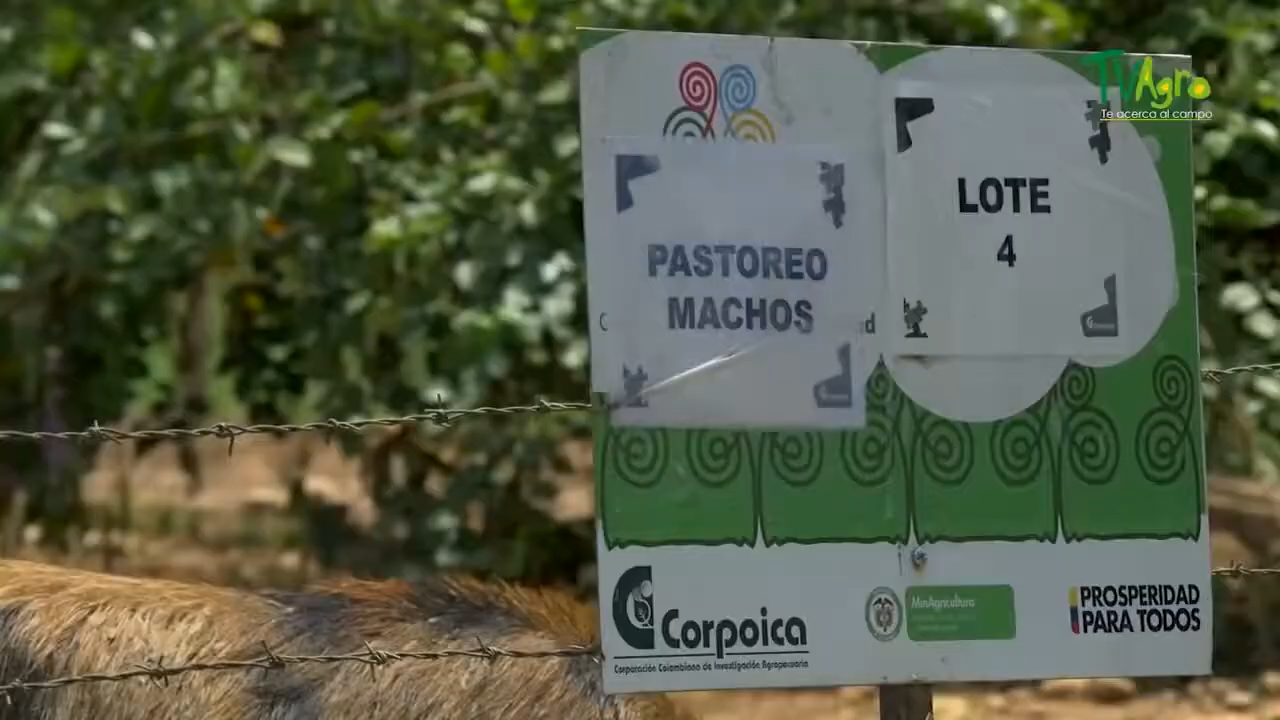 TVAgro
Te acerca al campo
LOTE
4
PASTOREO
MACHOS
Corpoica
Corporación Colombiana de Investigación Agropecuaria
MinAgricultura
PROSPERIDAD
PARA TODOS